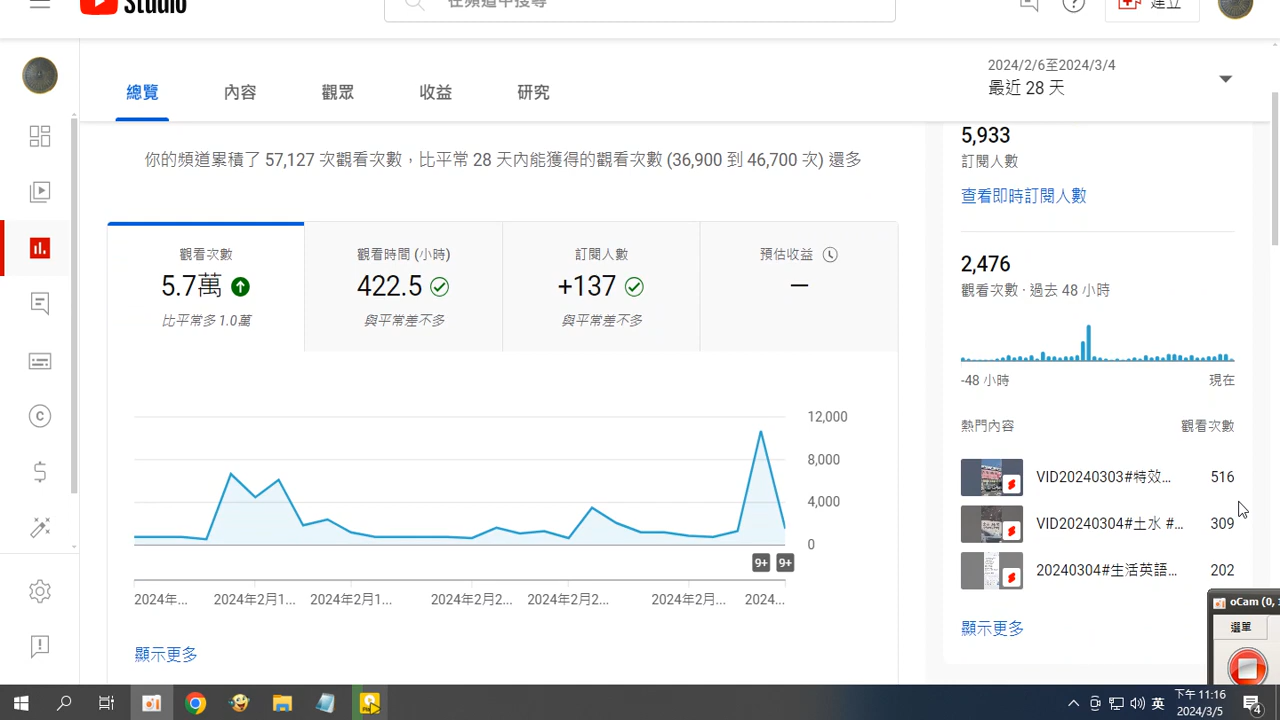 Studio
在頻道中搜尋
建立
總覽
內容
觀眾
收益
研究
2024/2/6至2024/3/4
最近 28 天
你的頻道累積了 57,127 次觀看次數，比平常 28 天內能獲得的觀看次數 (36,900 到 46,700 次) 還多
觀看次數
5.7萬
比平常多 1.0萬
觀看時間 (小時)
422.5
與平常差不多
訂閱人數
+137
與平常差不多
預估收益
—
12,000
8,000
4,000
0
9+
9+
2024年...
2024年2月1...
2024年2月1...
2024年2月2...
2024年2月2...
2024年2月...
2024...
顯示更多
5,933
訂閱人數
查看即時訂閱人數
2,476
觀看次數 · 過去 48 小時
-48 小時
現在
熱門內容
觀看次數
VID20240303#特效...
516
VID20240304#土水 #...
309
20240304#生活英語...
202
顯示更多
oCam (0,
選單
英
下午 11:16
2024/3/5
4